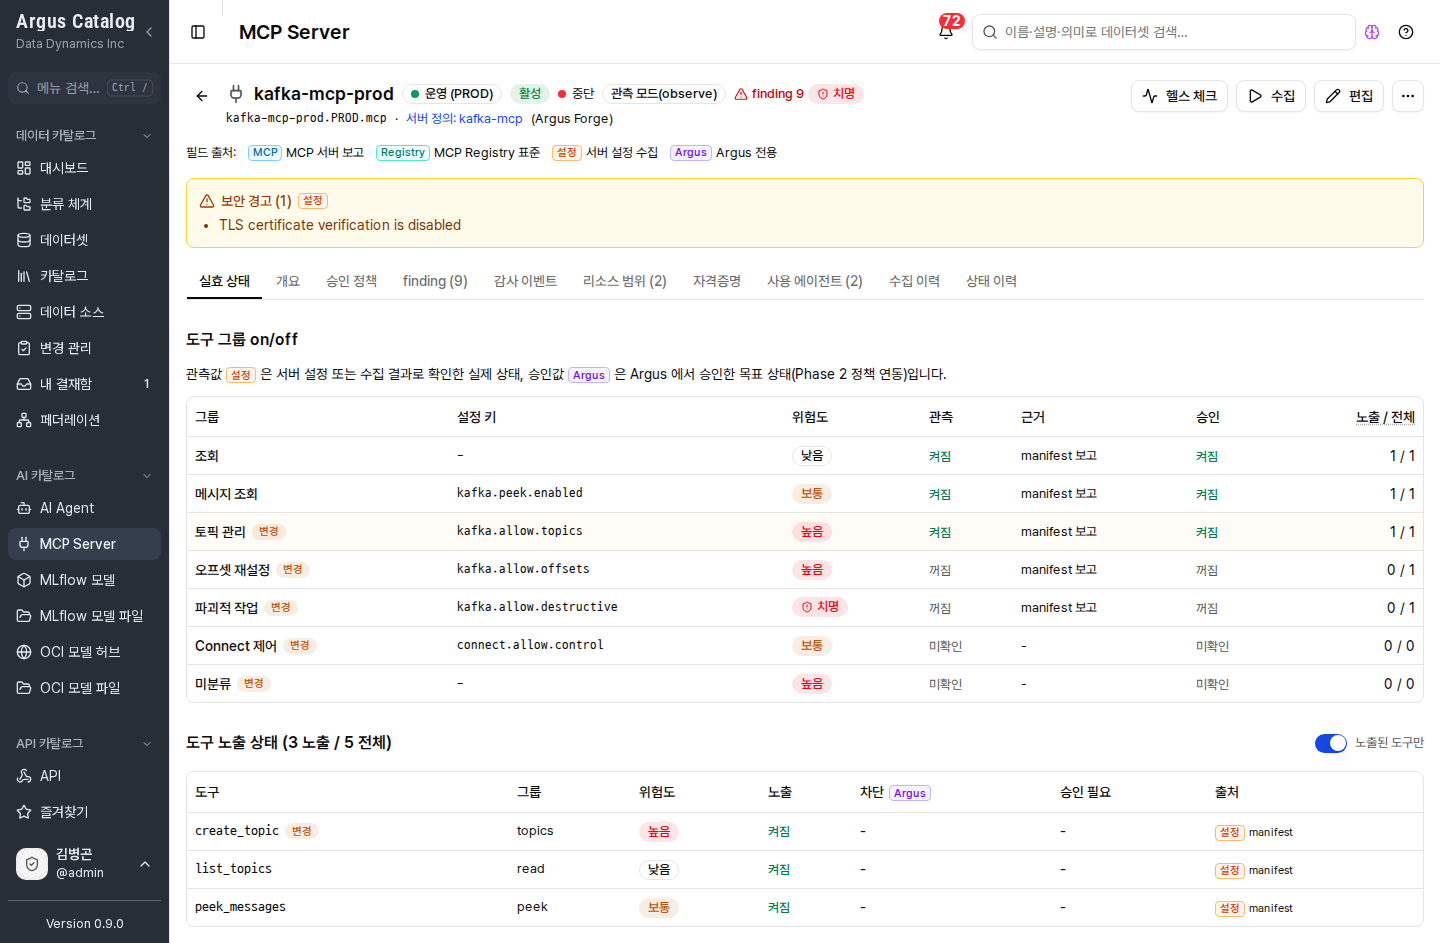 Argus Catalog
Data Dynamics Inc
메뉴 검색... Ctrl /
데이터 카탈로그
대시보드
분류 체계
데이터셋
카탈로그
데이터 소스
변경 관리
내 결재함 1
페더레이션
AI 카탈로그
AI Agent
MCP Server
MLflow 모델
MLflow 모델 파일
OCI 모델 허브
OCI 모델 파일
API 카탈로그
API
즐겨찾기
김병곤
@admin
Version 0.9.0
MCP Server
72
이름·설명·의미로 데이터셋 검색...
kafka-mcp-prod 운영 (PROD) 활성 중단 관측 모드(observe) finding 9 치명
헬스 체크 수집 편집
kafka-mcp-prod.PROD.mcp · 서버 정의: kafka-mcp (Argus Forge)
필드 출처: MCP MCP 서버 보고 Registry MCP Registry 표준 설정 서버 설정 수집 Argus Argus 전용
보안 경고 (1) 설정
• TLS certificate verification is disabled
실효 상태 개요 승인 정책 finding (9) 감사 이벤트 리소스 범위 (2) 자격증명 사용 에이전트 (2) 수집 이력 상태 이력
도구 그룹 on/off
관측값 설정 은 서버 설정 또는 수집 결과로 확인한 실제 상태, 승인값 Argus 은 Argus 에서 승인한 목표 상태(Phase 2 정책 연동)입니다.
그룹 설정 키 위험도 관측 근거 승인 노출 / 전체
조회 - 낮음 켜짐 manifest 보고 켜짐 1 / 1
메시지 조회 kafka.peek.enabled 보통 켜짐 manifest 보고 켜짐 1 / 1
토픽 관리 변경 kafka.allow.topics 높음 켜짐 manifest 보고 켜짐 1 / 1
오프셋 재설정 변경 kafka.allow.offsets 높음 꺼짐 manifest 보고 꺼짐 0 / 1
파괴적 작업 변경 kafka.allow.destructive 치명 꺼짐 manifest 보고 꺼짐 0 / 1
Connect 제어 변경 connect.allow.control 보통 미확인 - 미확인 0 / 0
미분류 변경 - 높음 미확인 - 미확인 0 / 0
도구 노출 상태 (3 노출 / 5 전체) 노출된 도구만
도구 그룹 위험도 노출 차단 Argus 승인 필요 출처
create_topic 변경 topics 높음 켜짐 - - 설정 manifest
list_topics read 낮음 켜짐 - - 설정 manifest
peek_messages peek 보통 켜짐 - - 설정 manifest